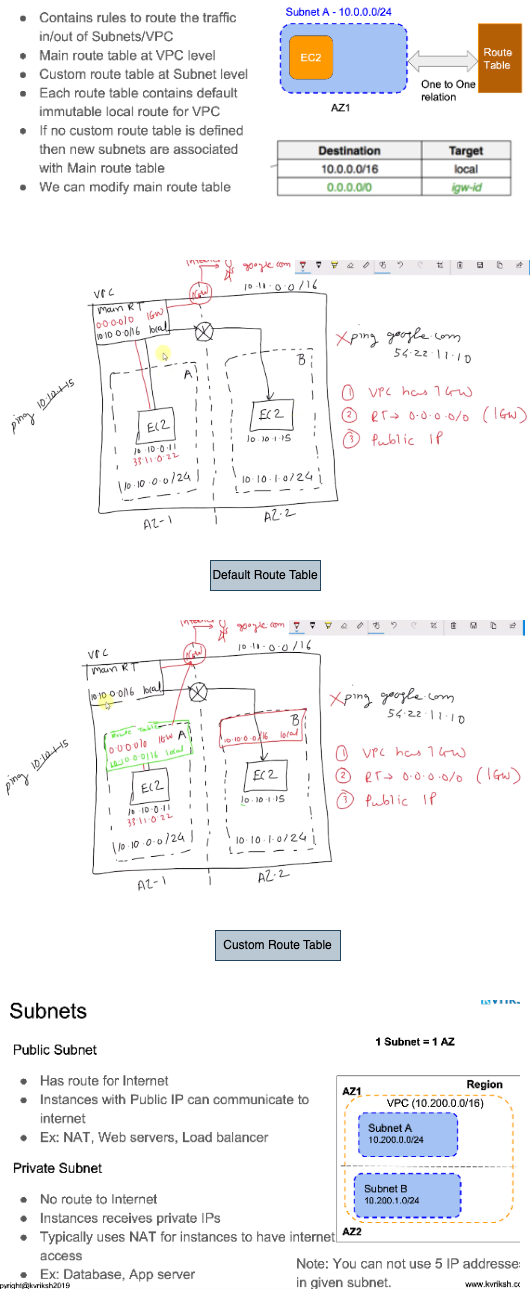 Contains rules to route the traffic
in/out of Subnets/VPC
Main route table at VPC level
Custom route table at Subnet level
Each route table contains default
immutable local route for VPC
If no custom route table is defined
then new subnets are associated
with Main route table
We can modify main route table
Subnet A - 10.0.0.0/24
EC2
AZ1
Route
Table
One to One
relation
Destination Target
10.0.0.0/16 local
0.0.0.0/0 igw-id
google.com
VPC
10.10.0.0/16
Main RT
0.0.0.0/0 IGW
10.10.0.0/16 local
IGW
ping 10.10.1.15
A
EC2
10.10.0.11
33.11.0.22
10.10.0.0/24
AZ-1
B
EC2
10.10.1.15
10.10.1.0/24
AZ-2
ping google.com
54.22.11.10
1 VPC has IGW
2 RT → 0.0.0.0/0 (IGW)
3 Public IP
Default Route Table
google.com
VPC
10.10.0.0/16
Main RT
10.10.0.0/16 local
IGW
ping 10.10.1.15
Route Table
A
0.0.0.0/0 IGW
10.10.0.0/16 local
EC2
10.10.0.11
33.11.0.22
10.10.0.0/24
AZ-1
B
10.10.0.0/16 local
EC2
10.10.1.15
10.10.1.0/24
AZ-2
ping google.com
54.22.11.10
1 VPC has IGW
2 RT → 0.0.0.0/0 (IGW)
3 Public IP
Custom Route Table
Subnets
Public Subnet
Has route for Internet
Instances with Public IP can communicate to
internet
Ex: NAT, Web servers, Load balancer
Private Subnet
No route to Internet
Instances receives private IPs
Typically uses NAT for instances to have internet
access
Ex: Database, App server
1 Subnet = 1 AZ
Region
AZ1
VPC (10.200.0.0/16)
Subnet A
10.200.0.0/24
Subnet B
10.200.1.0/24
AZ2
Note: You can not use 5 IP addresses
in given subnet.
pyright@kvriksh2019
www.kvriksh.co